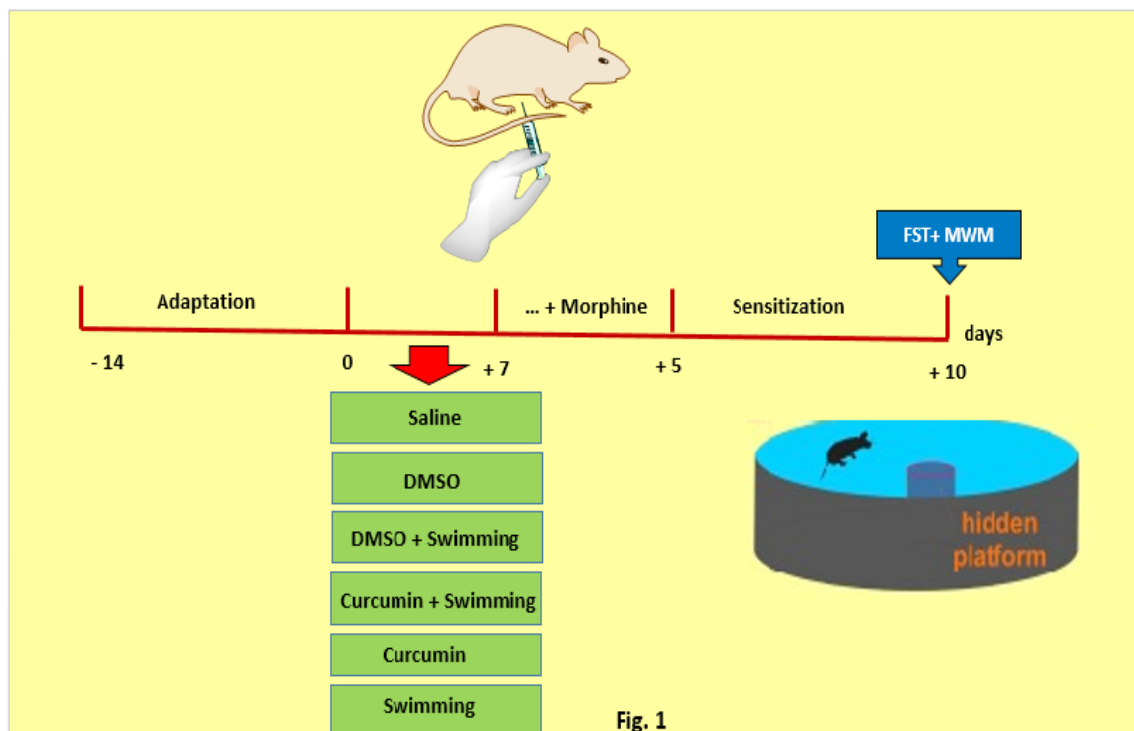 FST+ MWM
Adaptation
... + Morphine
Sensitization
days
- 14
0
+ 7
+ 5
+ 10
Saline
DMSO
DMSO + Swimming
Curcumin + Swimming
Curcumin
Swimming
hidden
platform
Fig. 1